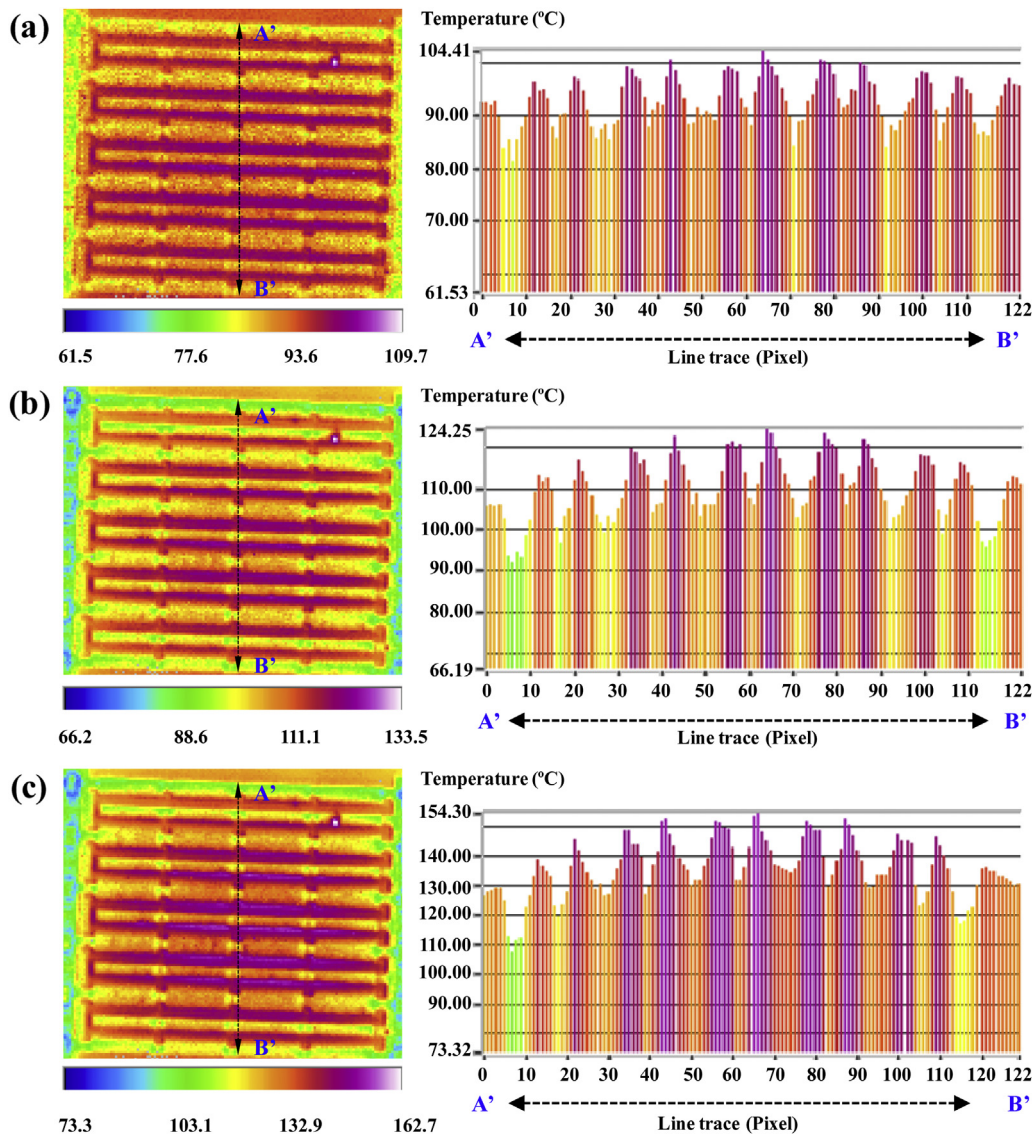 (a)
A’
B’
61.5 77.6 93.6 109.7
Temperature (ºC)
104.41
90.00
80.00
70.00
61.53
0 10 20 30 40 50 60 70 80 90 100 110 122
A’ B’
Line trace (Pixel)
(b)
A’
B’
66.2 88.6 111.1 133.5
Temperature (ºC)
124.25
110.00
100.00
90.00
80.00
66.19
0 10 20 30 40 50 60 70 80 90 100 110 122
A’ B’
Line trace (Pixel)
(c)
A’
B’
73.3 103.1 132.9 162.7
Temperature (ºC)
154.30
140.00
130.00
120.00
110.00
100.00
90.00
73.32
0 10 20 30 40 50 60 70 80 90 100 110 122
A’ B’
Line trace (Pixel)